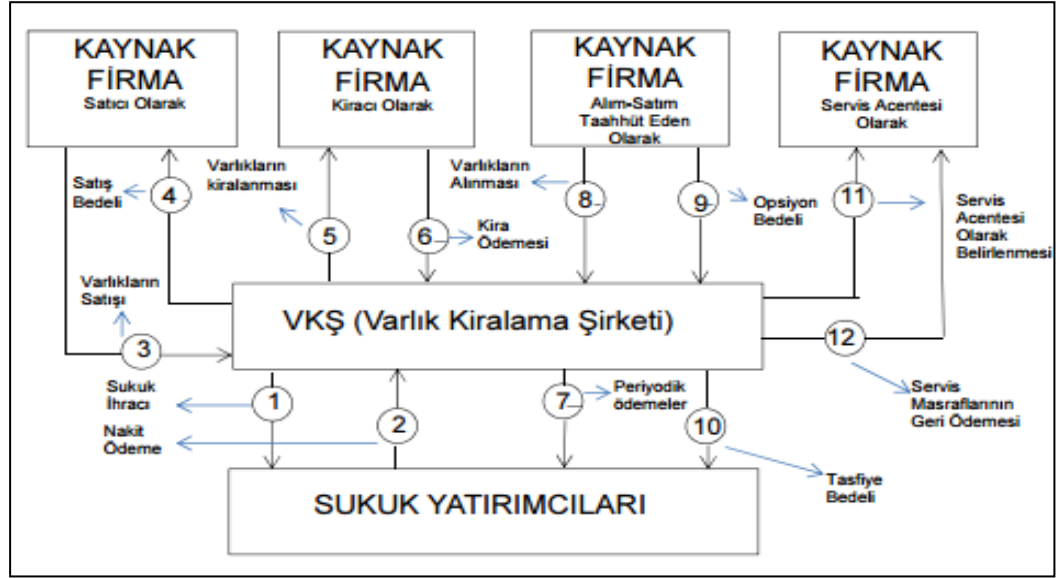 KAYNAK
FİRMA
Satıcı Olarak
KAYNAK
FİRMA
Kiracı Olarak
KAYNAK
FİRMA
Alım-Satım
Taahhüt Eden
Olarak
KAYNAK
FİRMA
Servis Acentesi
Olarak
Satış
Bedeli
4
Varlıkların
kiralanması
5
6
Kira
Ödemesi
Varlıkların
Alınması
8
9
Opsiyon
Bedeli
11
Servis
Acentesi
Olarak
Belirlenmesi
Varlıkların
Satışı
3
VKŞ (Varlık Kiralama Şirketi)
12
Servis
Masraflarının
Geri Ödemesi
Sukuk
İhracı
1
Nakit
Ödeme
2
7
Periyodik
ödemeler
10
Tasfiye
Bedeli
SUKUK YATIRIMCILARI